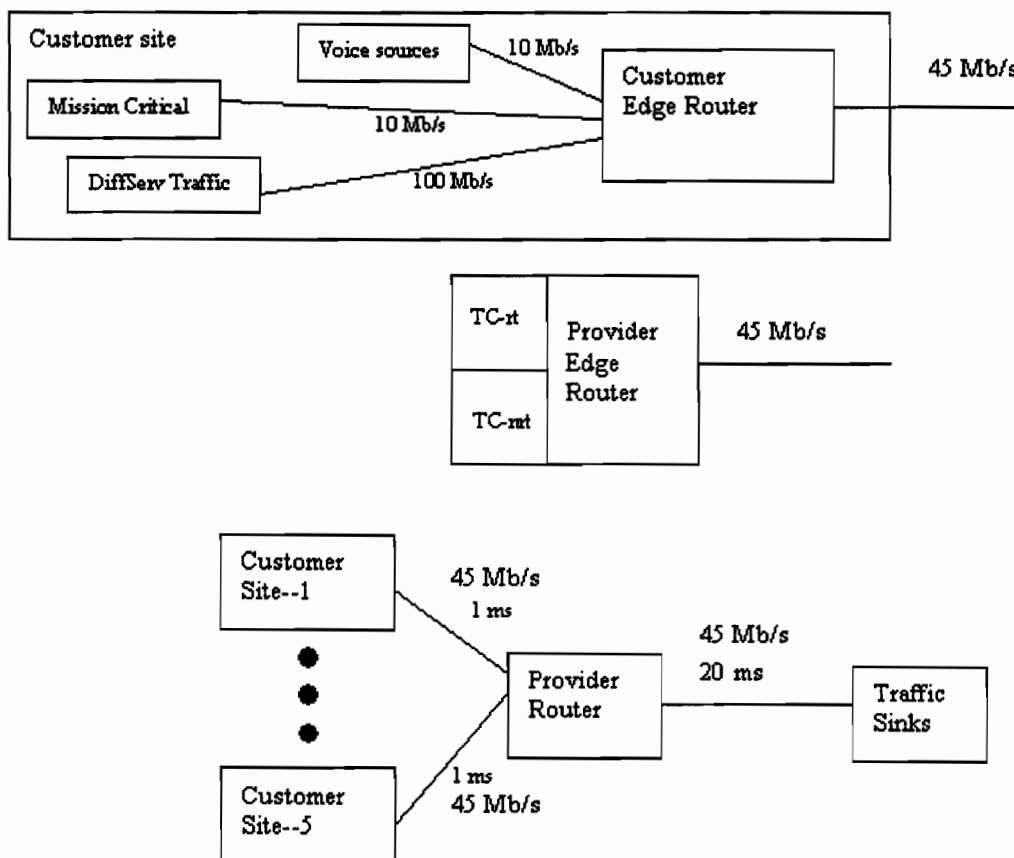 Customer site
Voice sources
10 Mb/s
Customer
Edge Router
45 Mb/s
Mission Critical
10 Mb/s
DiffServ Traffic
100 Mb/s
TC-rt
Provider
Edge
Router
45 Mb/s
TC-nrt
Customer
Site--1
45 Mb/s
1 ms
45 Mb/s
20 ms
Provider
Router
Traffic
Sinks
Customer
Site--5
1 ms
45 Mb/s